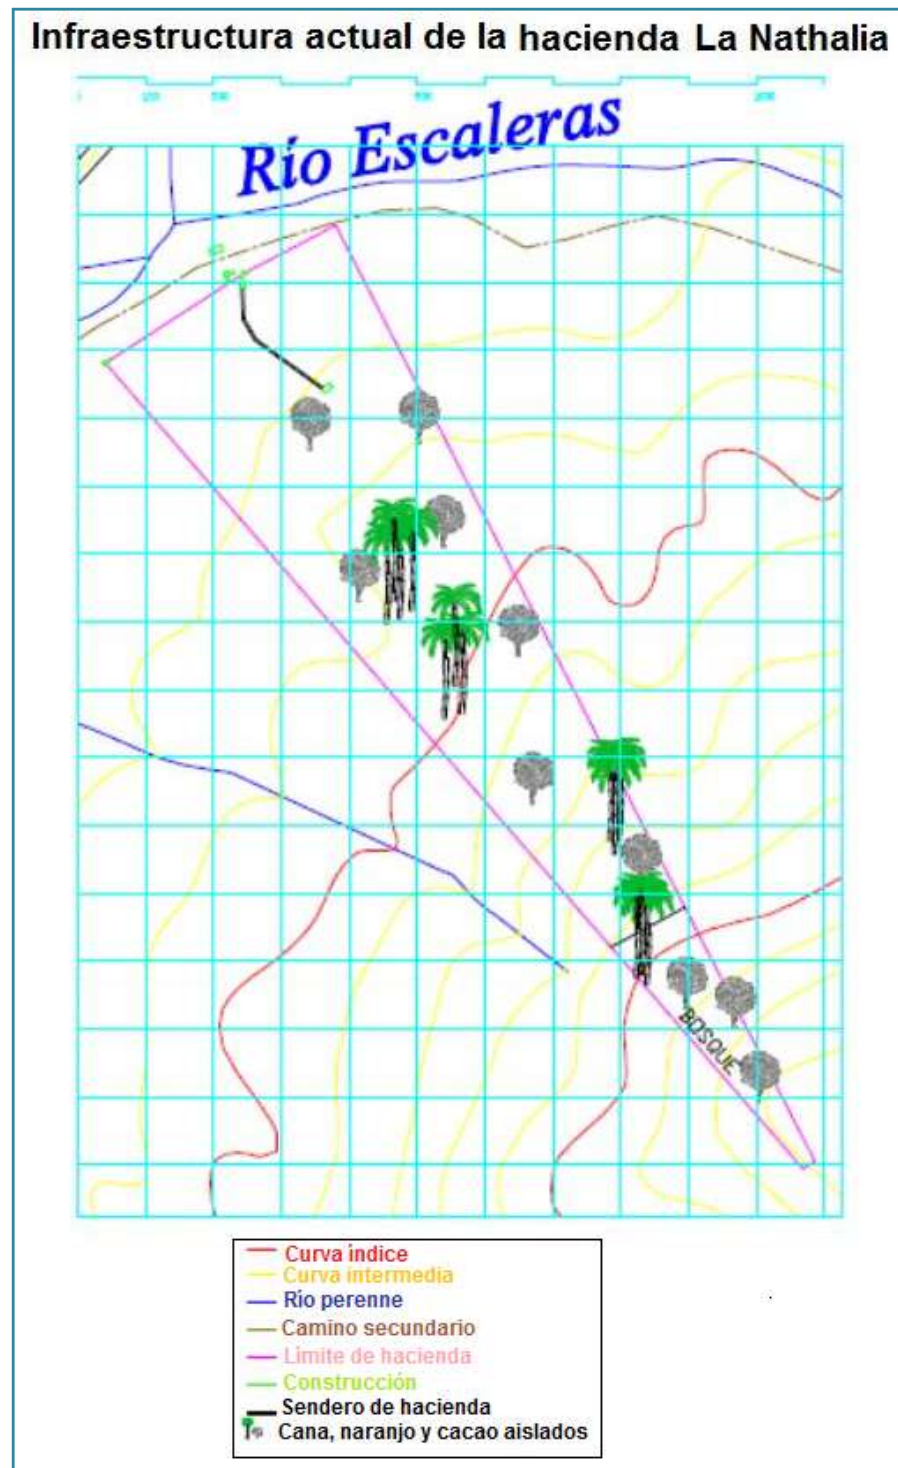 Infraestructura actual de la hacienda La Nathalia
Río Escaleras
BOSQUE
Curva índice
Curva intermedia
Río perenne
Camino secundario
Límite de hacienda
Construcción
Sendero de hacienda
Cana, naranjo y cacao aislados